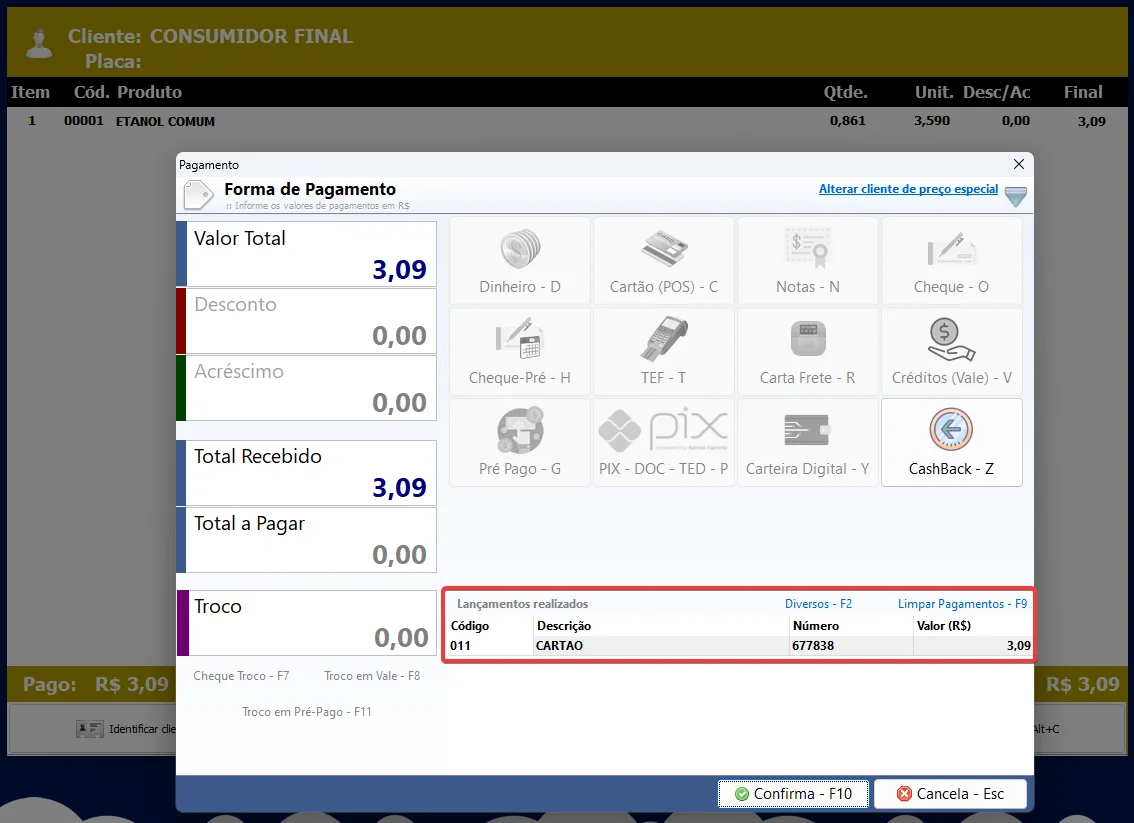 Cliente: CONSUMIDOR FINAL
Placa:
Item Cód. Produto Qtde. Unit. Desc/Ac Final
1 00001 ETANOL COMUM 0,861 3,590 0,00 3,09
Pagamento
Forma de Pagamento
:: Informe os valores de pagamentos em R$
Alterar cliente de preço especial
Valor Total
3,09
Desconto
0,00
Acréscimo
0,00
Total Recebido
3,09
Total a Pagar
0,00
Troco
0,00
Cheque Troco - F7 Troco em Vale - F8
Troco em Pré-Pago - F11
Dinheiro - D Cartão (POS) - C Notas - N Cheque - O
Cheque-Pré - H TEF - T Carta Frete - R Créditos (Vale) - V
pix
Pré Pago - G PIX - DOC - TED - P Carteira Digital - Y CashBack - Z
Lançamentos realizados Diversos - F2 Limpar Pagamentos - F9
Código Descrição Número Valor (R$)
011 CARTAO 677838 3,09
Pago: R$ 3,09 R$ 3,09
Identificar clie lt+C
Confirma - F10 Cancela - Esc